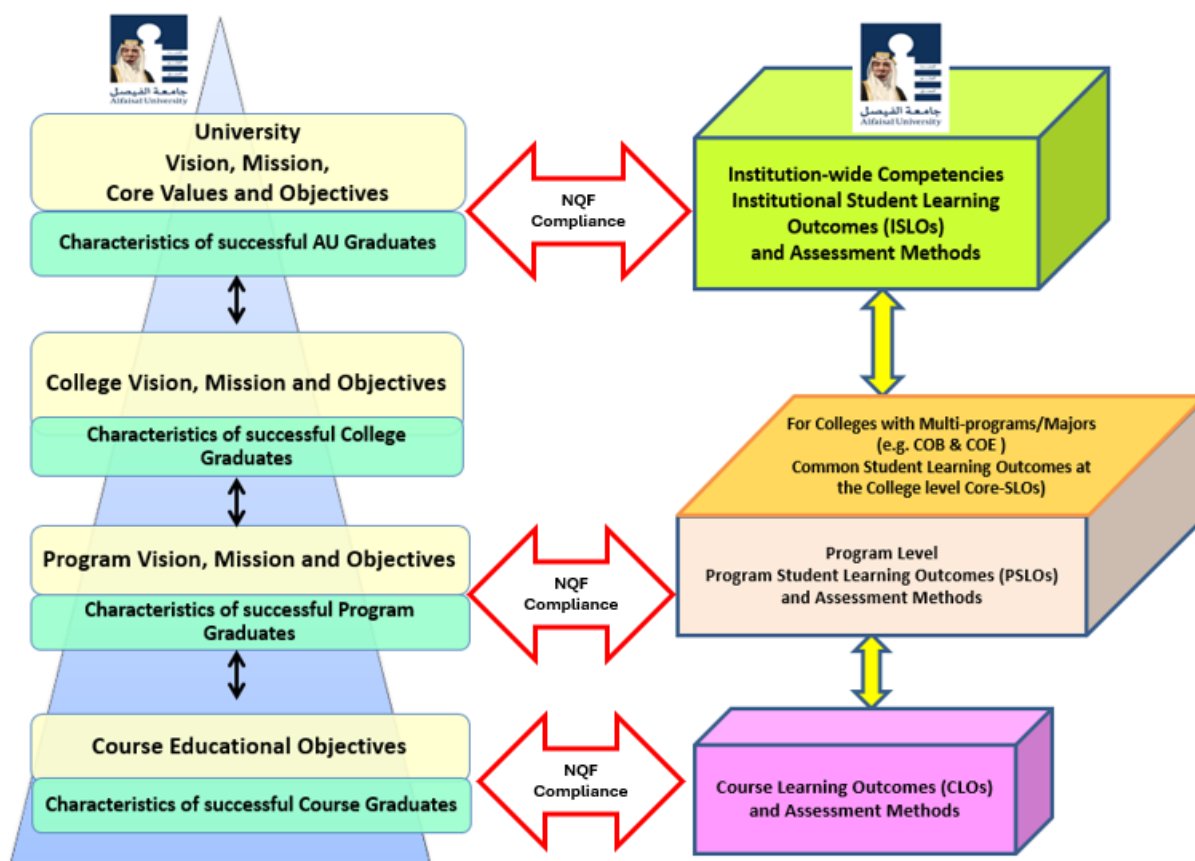 جامعة الفيصل
Alfaisal University
University
Vision, Mission,
Core Values and Objectives
Characteristics of successful AU Graduates
College Vision, Mission and Objectives
Characteristics of successful College
Graduates
Program Vision, Mission and Objectives
Characteristics of successful Program
Graduates
Course Educational Objectives
Characteristics of successful Course Graduates
NQF
Compliance
NQF
Compliance
NQF
Compliance
جامعة الفيصل
Alfaisal University
Institution-wide Competencies
Institutional Student Learning
Outcomes (ISLOs)
and Assessment Methods
For Colleges with Multi-programs/Majors
(e.g. COB & COE )
Common Student Learning Outcomes at
the College level Core-SLOs)
Program Level
Program Student Learning Outcomes (PSLOs)
and Assessment Methods
Course Learning Outcomes (CLOs)
and Assessment Methods